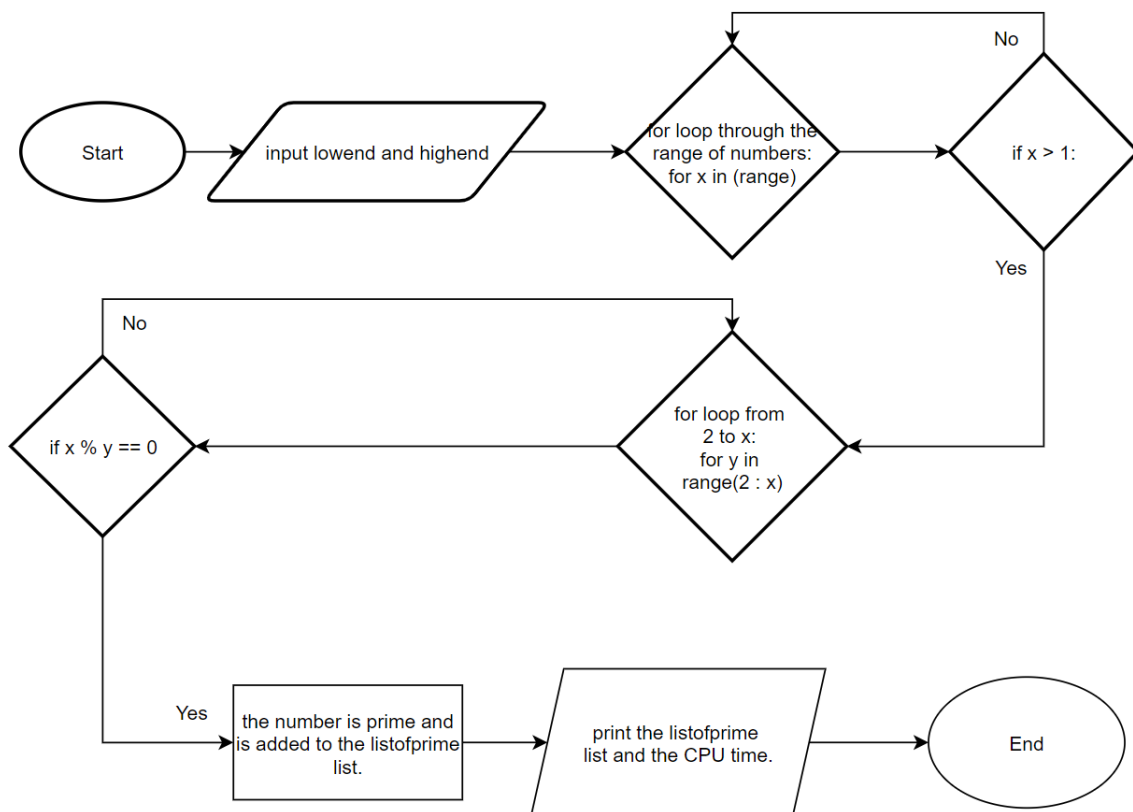 No
Start
input lowend and highend
for loop through the
range of numbers:
for x in (range)
if x > 1:
Yes
No
if x % y == 0
for loop from
2 to x:
for y in
range(2 : x)
Yes
the number is prime and
is added to the listofprime
list.
print the listofprime
list and the CPU time.
End